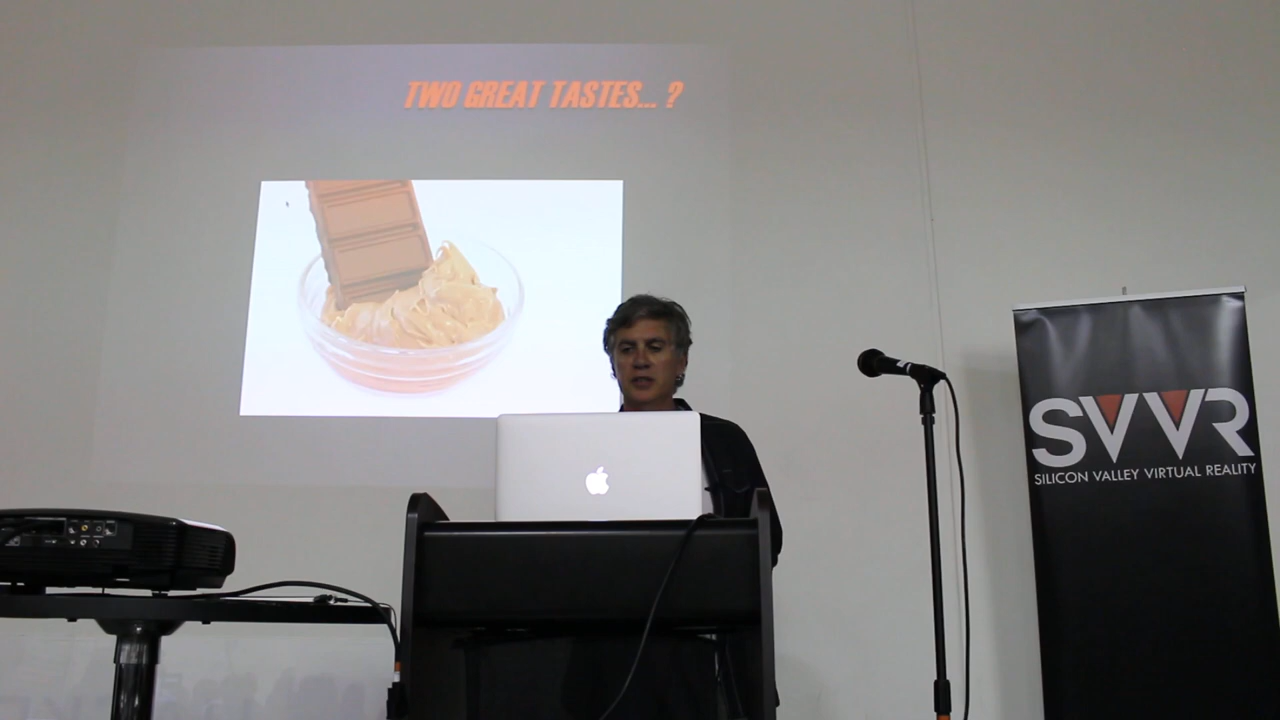 TWO GREAT TASTES... ?
SVVR
SILICON VALLEY VIRTUAL REALITY